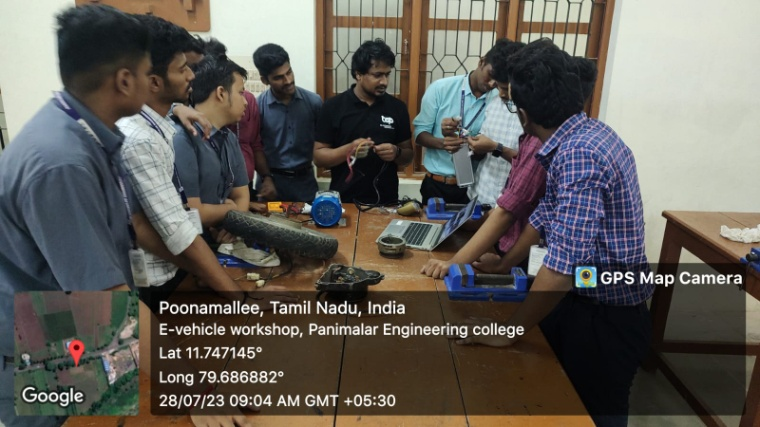 GPS Map Camera
Poonamallee, Tamil Nadu, India
E-vehicle workshop, Panimalar Engineering college
Lat 11.747145°
Long 79.686882°
28/07/23 09:04 AM GMT +05:30
Google